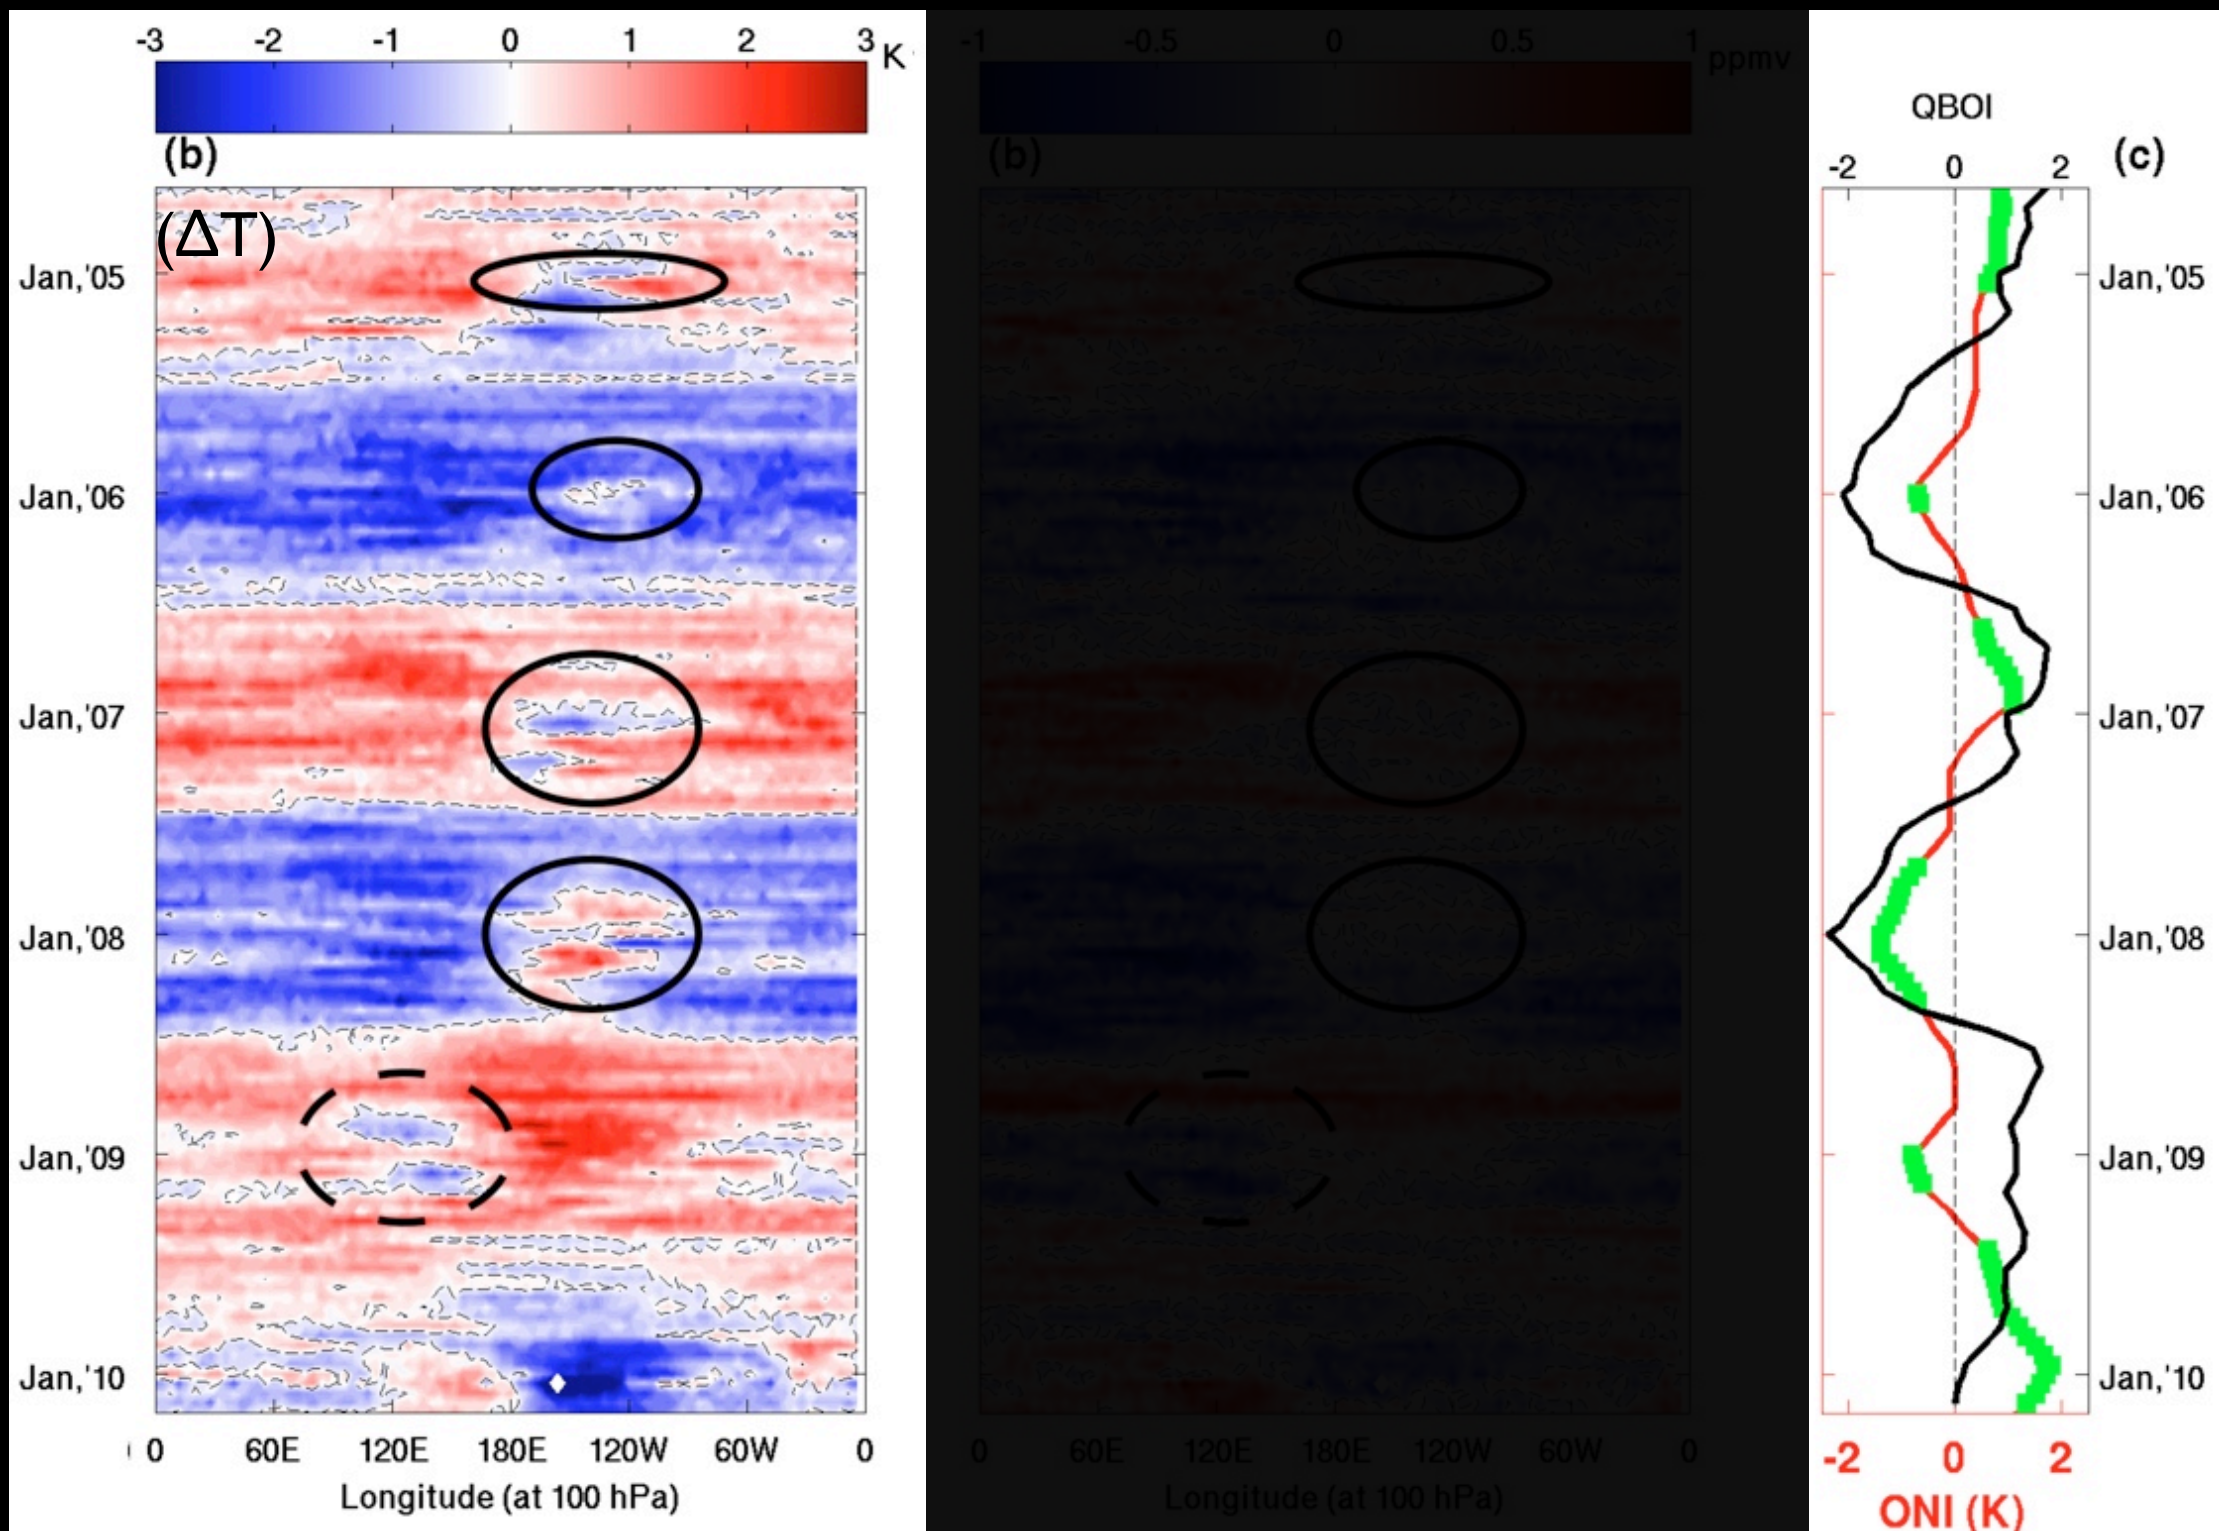 -3 -2 -1 0 1 2 3 K
(b)
(ΔT)
Jan,'05
Jan,'06
Jan,'07
Jan,'08
Jan,'09
Jan,'10
0 60E 120E 180E 120W 60W 0
Longitude (at 100 hPa)
-1 -0.5 0 0.5 1 ppmv
(b)
0 60E 120E 180E 120W 60W 0
Longitude (at 100 hPa)
QBOI
-2 0 2 (c)
Jan,'05
Jan,'06
Jan,'07
Jan,'08
Jan,'09
Jan,'10
-2 0 2
ONI (K)